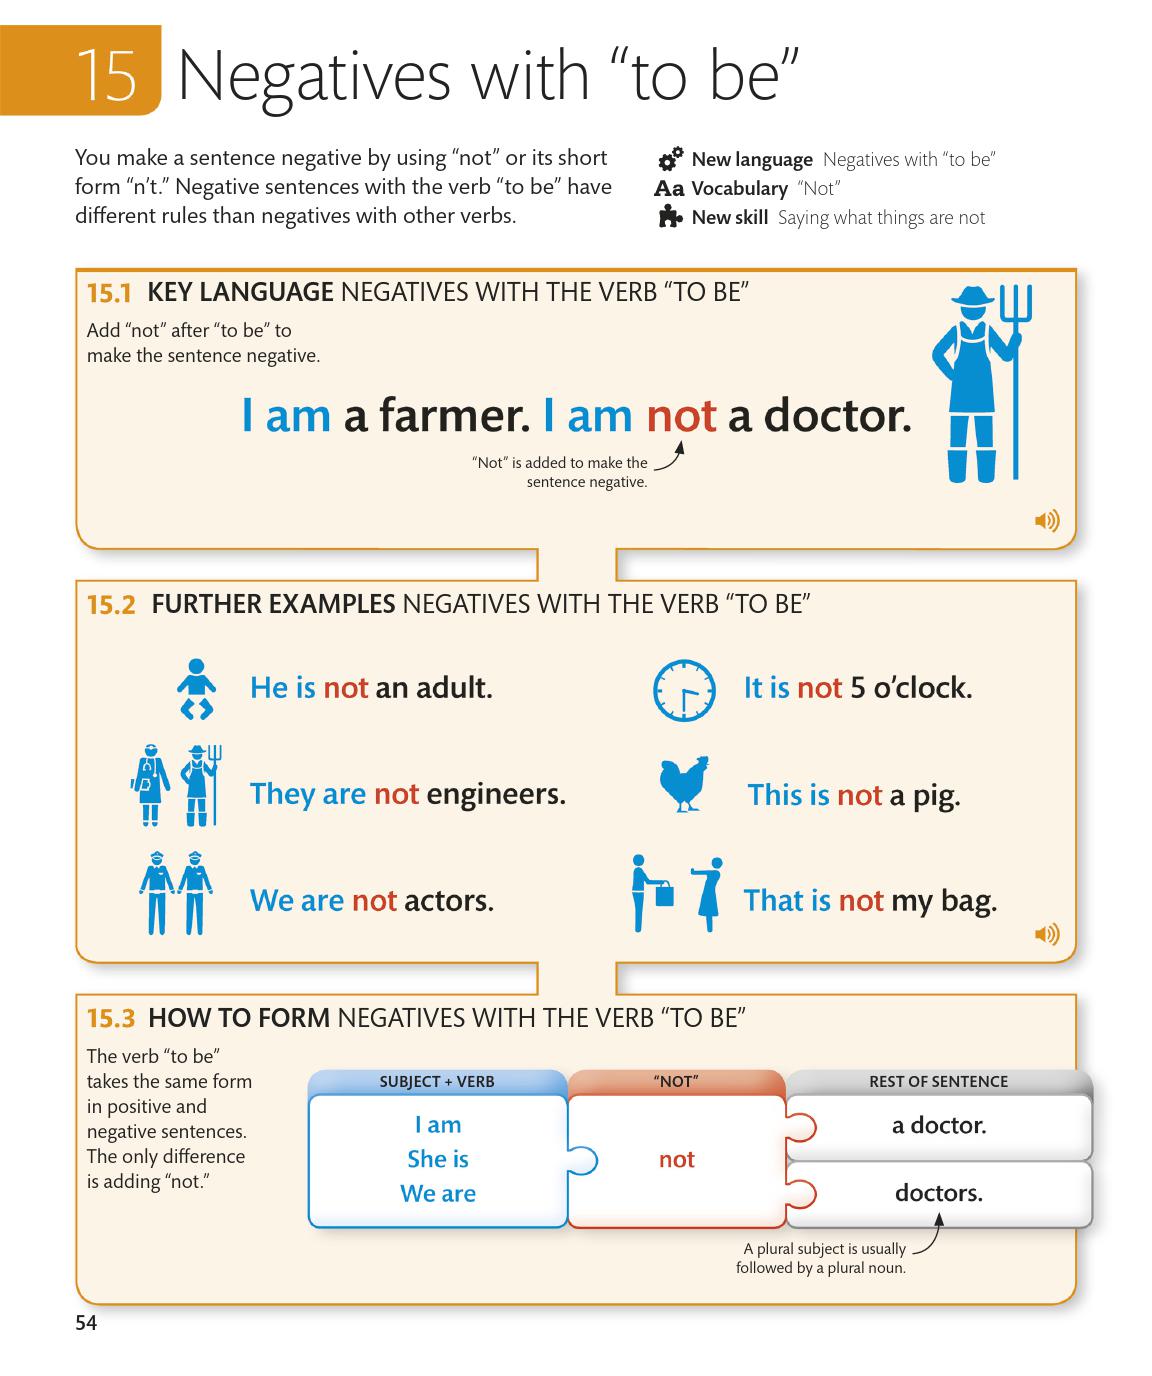 15 Negatives with “to be”
You make a sentence negative by using “not” or its short
form “n’t.” Negative sentences with the verb “to be” have
different rules than negatives with other verbs.
New language Negatives with “to be”
Aa Vocabulary “Not”
New skill Saying what things are not
15.1 KEY LANGUAGE NEGATIVES WITH THE VERB “TO BE”
Add “not” after “to be” to
make the sentence negative.
I am a farmer. I am not a doctor.
“Not” is added to make the
sentence negative.
15.2 FURTHER EXAMPLES NEGATIVES WITH THE VERB “TO BE”
He is not an adult.
They are not engineers.
We are not actors.
It is not 5 o’clock.
This is not a pig.
That is not my bag.
15.3 HOW TO FORM NEGATIVES WITH THE VERB “TO BE”
The verb “to be”
takes the same form
in positive and
negative sentences.
The only difference
is adding “not.”
SUBJECT + VERB
I am
She is
We are
“NOT”
not
REST OF SENTENCE
a doctor.
doctors.
A plural subject is usually
followed by a plural noun.
54